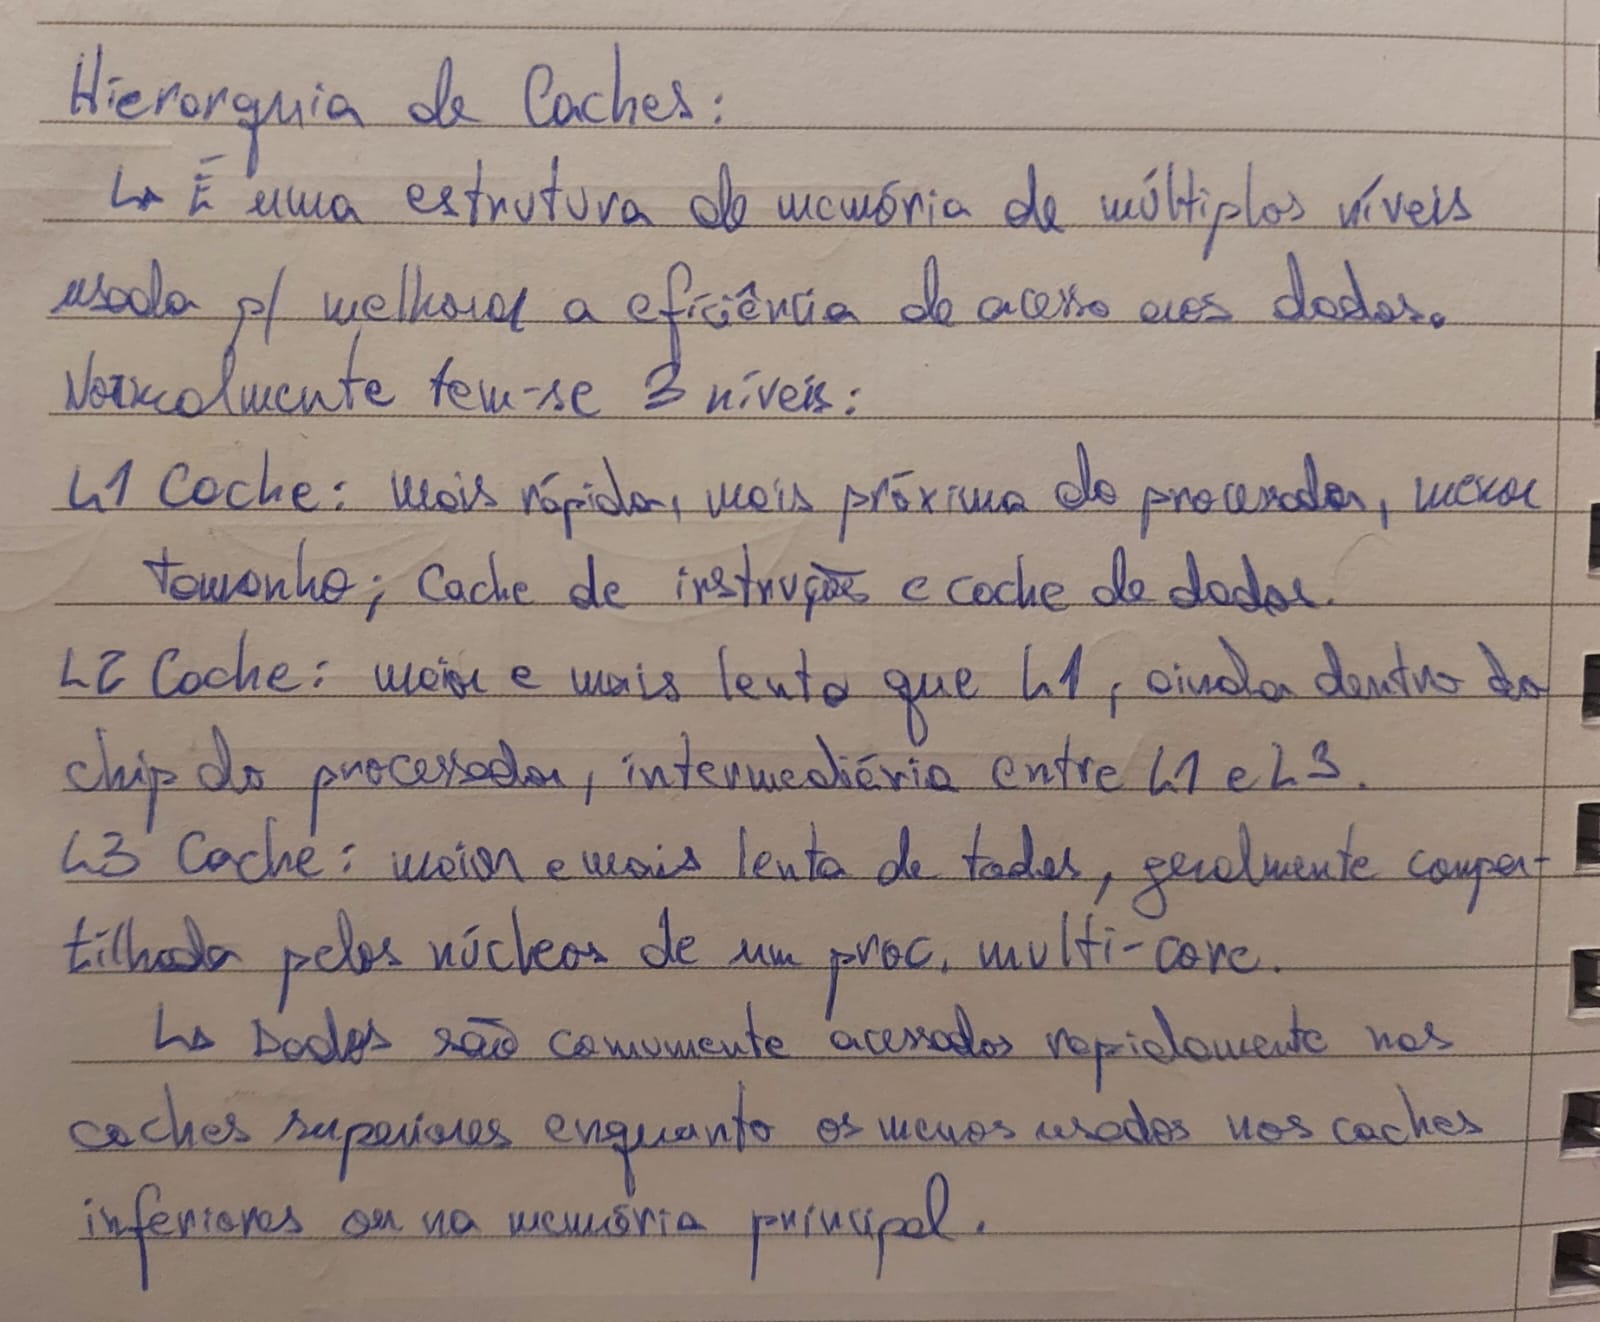 Hierarquia de Caches:
↳ É uma estrutura de memória de múltiplos níveis
usada p/ melhorar a eficiência de acesso aos dados.
Normalmente tem-se 3 níveis:
L1 Cache: mais rápida, mais próxima do processador, menor
tamanho; Cache de instruções e cache de dados.
L2 Cache: maior e mais lenta que L1, ainda dentro do
chip do processador, intermediária entre L1 e L3.
L3 Cache: maior e mais lenta de todas, geralmente compar-
tilhada pelos núcleos de um proc. multi-core.
↳ Dados são comumente acessados rapidamente nos
caches superiores enquanto os menos usados nos caches
inferiores ou na memória principal.